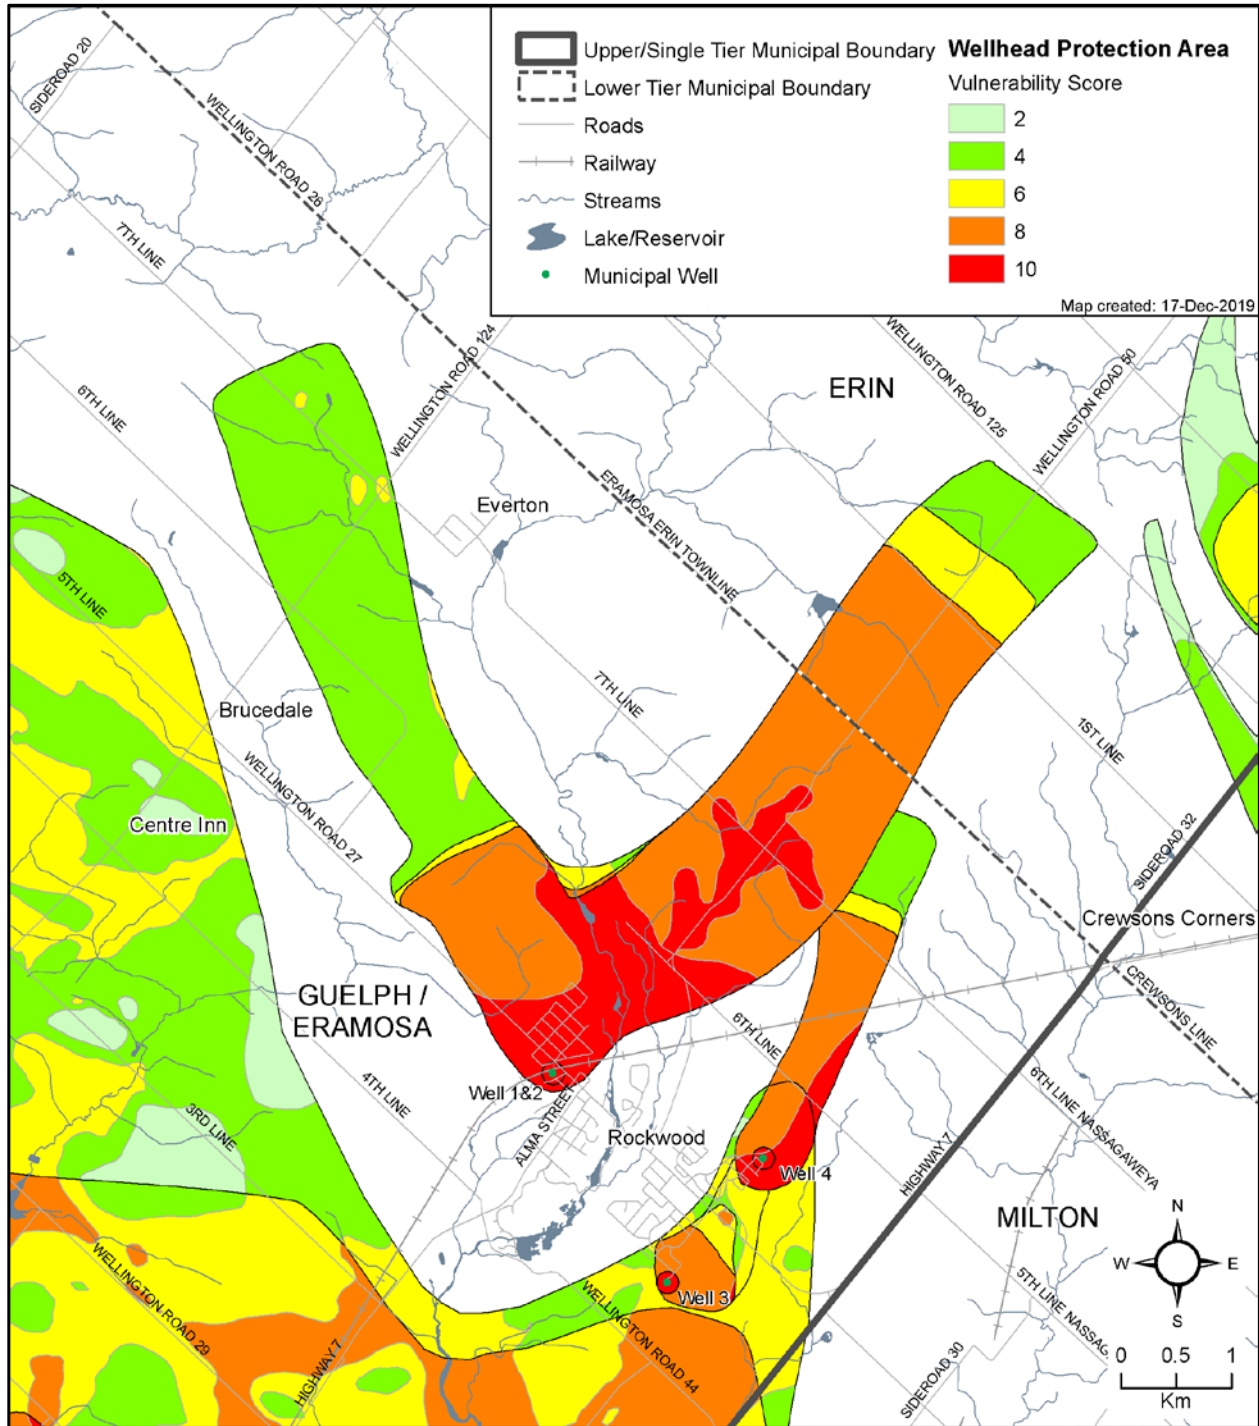 Upper/Single Tier Municipal Boundary
Lower Tier Municipal Boundary
Roads
Railway
Streams
Lake/Reservoir
Municipal Well
Wellhead Protection Area
Vulnerability Score
2
4
6
8
10
Map created: 17-Dec-2019
SIDEROAD 20
WELLINGTON ROAD 26
7TH LINE
WELLINGTON ROAD 124
6TH LINE
WELLINGTON ROAD 125
WELLINGTON ROAD 50
ERIN
Everton
ERAMOSA ERIN TOWNLINE
5TH LINE
7TH LINE
Brucedale
1ST LINE
WELLINGTON ROAD 27
Centre Inn
SIDEROAD 32
Crewsons Corners
CREWSONS LINE
GUELPH /
ERAMOSA
6TH LINE
4TH LINE
3RD LINE
Well 1&2
ALMA STREET
Rockwood
6TH LINE NASSAGAWEYA
Well 4
HIGHWAY 7
MILTON
N
W
E
S
Well 3
WELLINGTON ROAD 29
WELLINGTON ROAD 44
HIGHWAY 7
5TH LINE NASSAG
SIDEROAD 30
0 0.5 1
Km